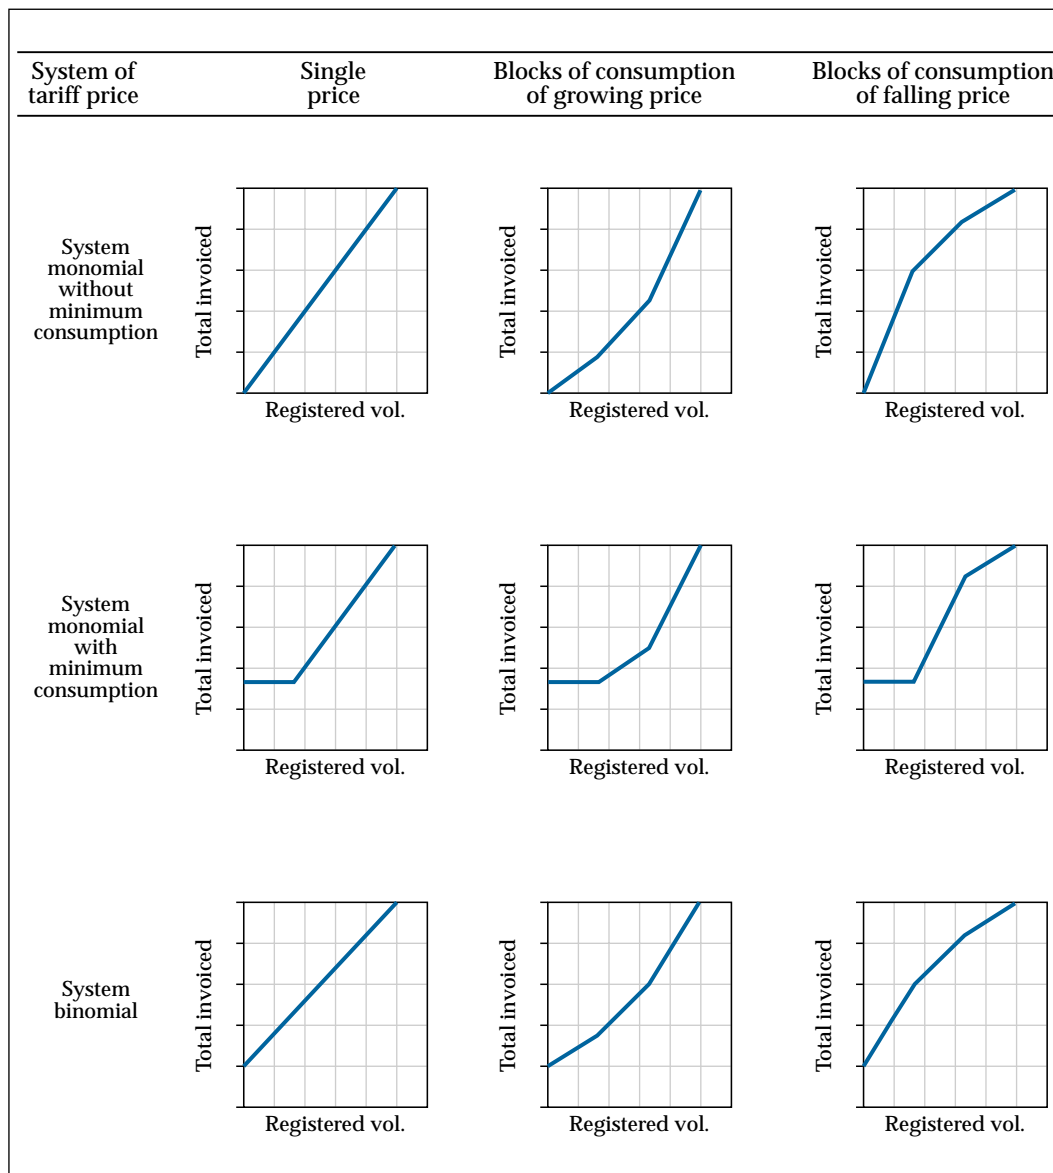 System of
tariff price
Single
price
Blocks of consumption
of growing price
Blocks of consumption
of falling price
System
monomial
without
minimum
consumption
Total invoiced
Registered vol.
Total invoiced
Registered vol.
Total invoiced
Registered vol.
System
monomial
with
minimum
consumption
Total invoiced
Registered vol.
Total invoiced
Registered vol.
Total invoiced
Registered vol.
System
binomial
Total invoiced
Registered vol.
Total invoiced
Registered vol.
Total invoiced
Registered vol.